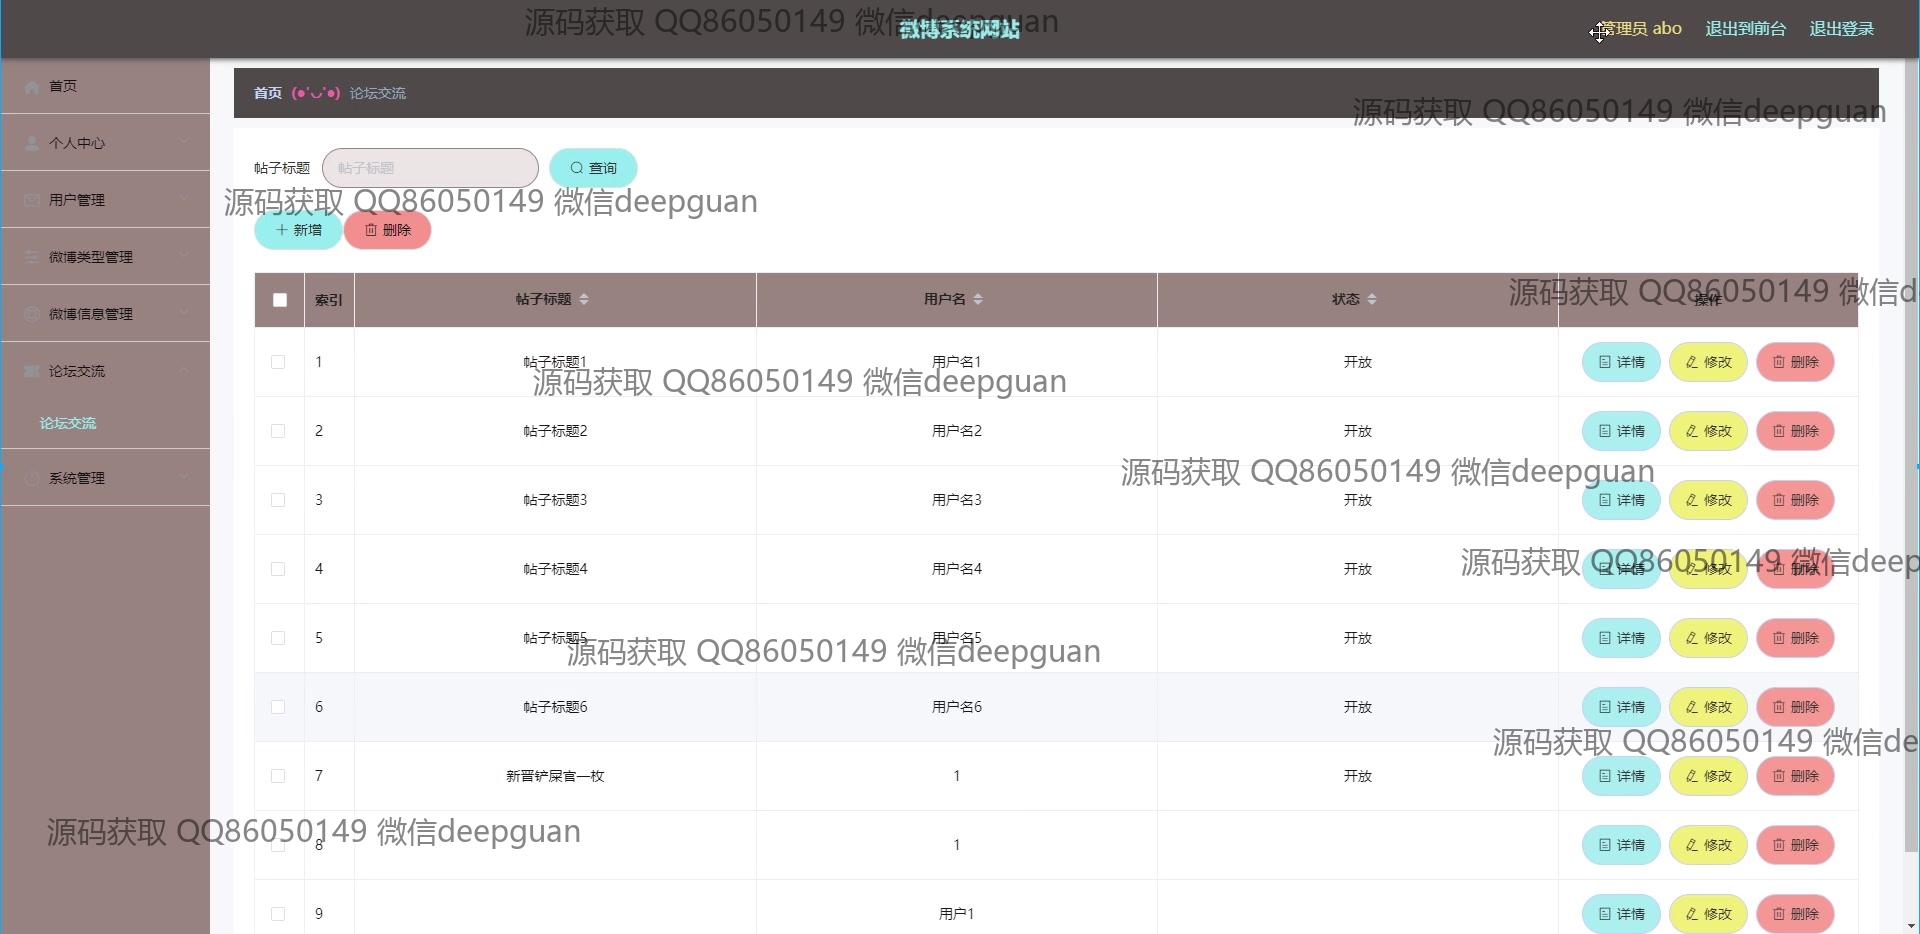 源码获取 QQ86050149 微信deepguan
微博系统网站
管理员 abo 退出到前台 退出登录
首页
个人中心
用户管理
微博类型管理
微博信息管理
论坛交流
论坛交流
系统管理
首页 (●'◡'●) 论坛交流
源码获取 QQ86050149 微信deepguan
帖子标题 帖子标题 查询
源码获取 QQ86050149 微信deepguan
新增 删除
索引 帖子标题 用户名 状态 操作
源码获取 QQ86050149 微信d
1 帖子标题1 用户名1 开放 详情 修改 删除
源码获取 QQ86050149 微信deepguan
2 帖子标题2 用户名2 开放 详情 修改 删除
源码获取 QQ86050149 微信deepguan
3 帖子标题3 用户名3 开放 详情 修改 删除
4 帖子标题4 用户名4 开放 详情 修改 删除
源码获取 QQ86050149 微信deep
5 帖子标题5 用户名5 开放 详情 修改 删除
源码获取 QQ86050149 微信deepguan
6 帖子标题6 用户名6 开放 详情 修改 删除
源码获取 QQ86050149 微信de
7 新晋铲屎官一枚 1 开放 详情 修改 删除
源码获取 QQ86050149 微信deepguan
8 1 详情 修改 删除
9 用户1 详情 修改 删除